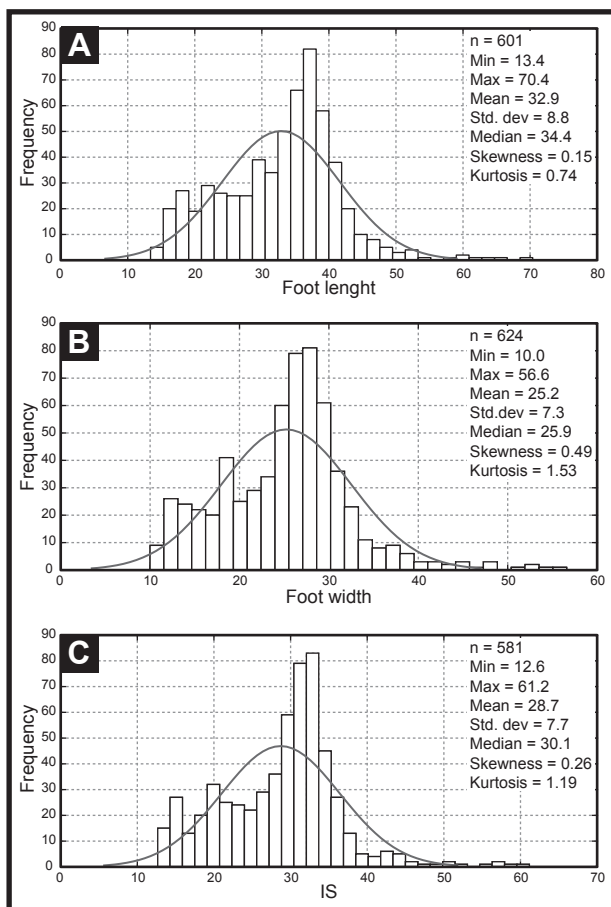 A
90
80
70
60
50
40
30
20
10
0
Frequency
n = 601
Min = 13.4
Max = 70.4
Mean = 32.9
Std. dev = 8.8
Median = 34.4
Skewness = 0.15
Kurtosis = 0.74
0 10 20 30 40 50 60 70 80
Foot lenght
B
90
80
70
60
50
40
30
20
10
0
Frequency
n = 624
Min = 10.0
Max = 56.6
Mean = 25.2
Std.dev = 7.3
Median = 25.9
Skewness = 0.49
Kurtosis = 1.53
0 10 20 30 40 50 60
Foot width
C
90
80
70
60
50
40
30
20
10
0
Frequency
n = 581
Min = 12.6
Max = 61.2
Mean = 28.7
Std. dev = 7.7
Median = 30.1
Skewness = 0.26
Kurtosis = 1.19
0 10 20 30 40 50 60 70
IS